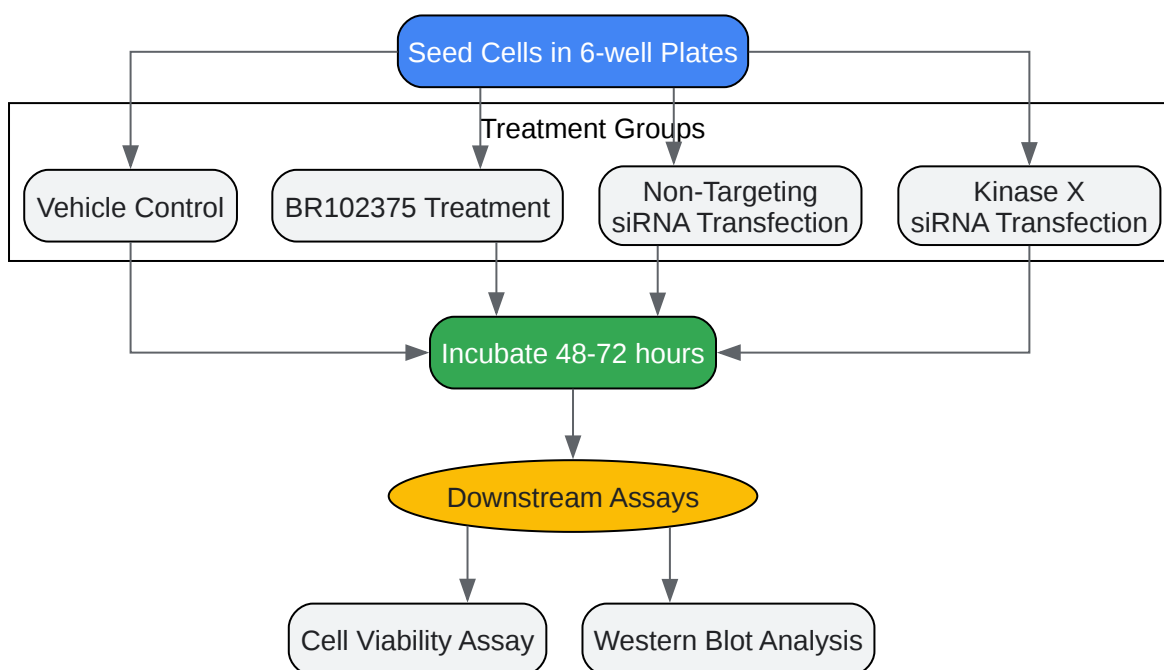 Seed Cells in 6-well Plates
Treatment Groups
Vehicle Control
BR102375 Treatment
Non-Targeting
siRNA Transfection
Kinase X
siRNA Transfection
Incubate 48-72 hours
Downstream Assays
Cell Viability Assay
Western Blot Analysis